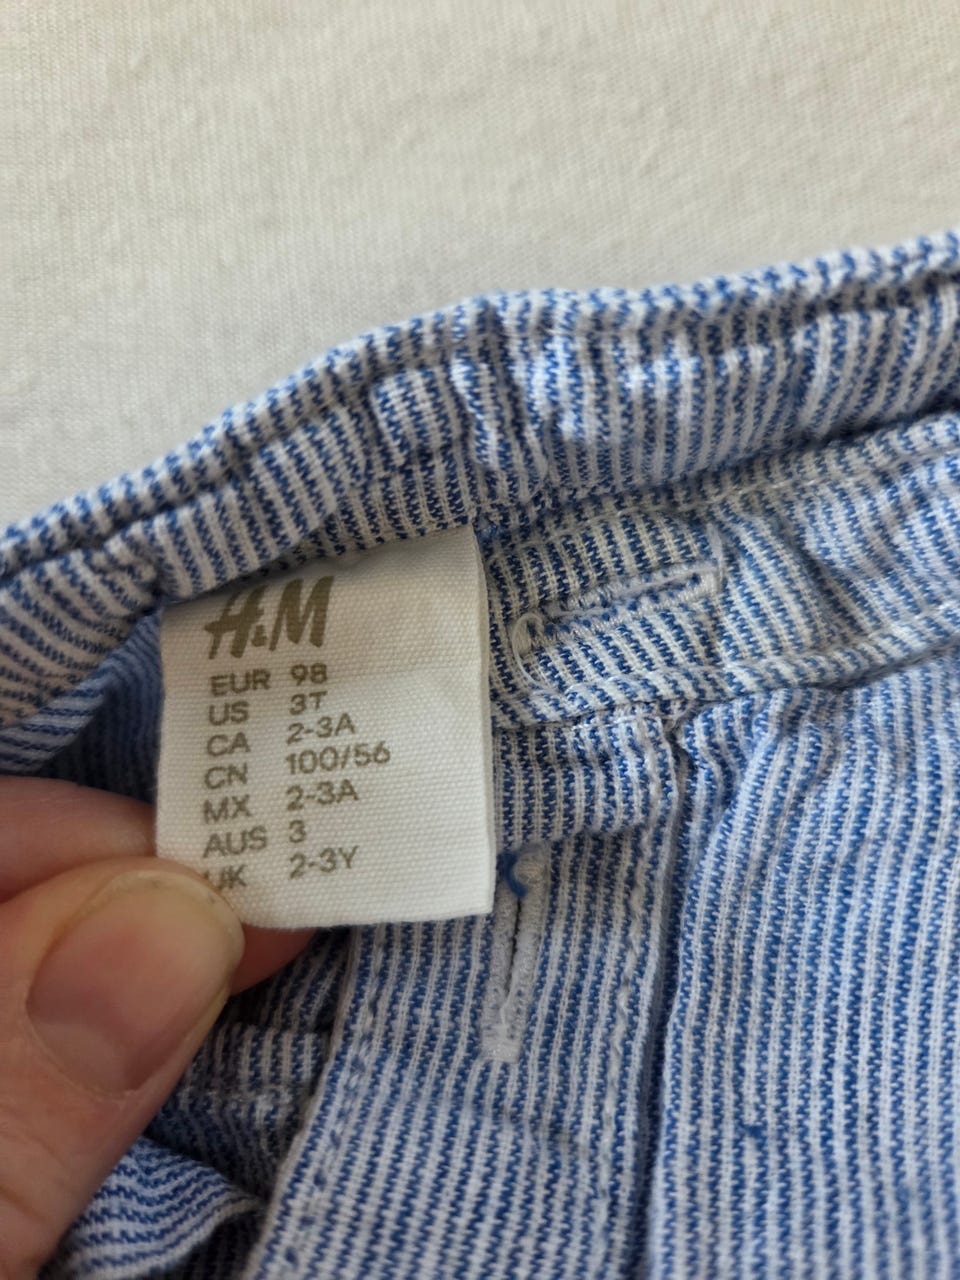 H&M
EUR 98
US 3T
CA 2-3A
CN 100/56
MX 2-3A
AUS 3
UK 2-3Y